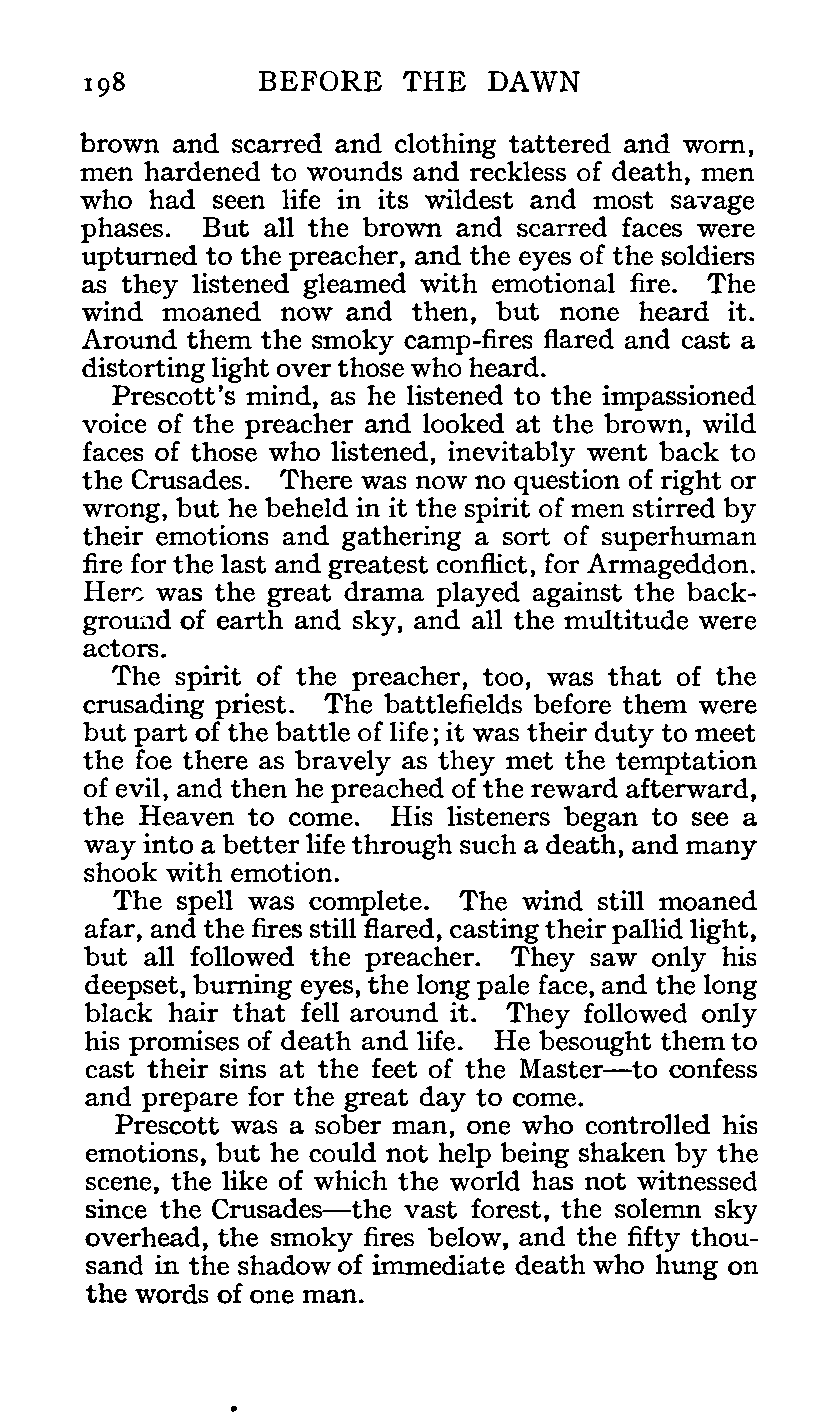 198 BEFORE THE DAWN
brown and scarred and clothing tattered and worn,
men hardened to wounds and reckless of death, men
who had seen life in its wildest and most savage
phases. But all the brown and scarred faces were
upturned to the preacher, and the eyes of the soldiers
as they listened gleamed with emotional fire. The
wind moaned now and then, but none heard it.
Around them the smoky camp-fires flared and cast a
distorting light over those who heard.
Prescott's mind, as he listened to the impassioned
voice of the preacher and looked at the brown, wild
faces of those who listened, inevitably went back to
the Crusades. There was now no question of right or
wrong, but he beheld in it the spirit of men stirred by
their emotions and gathering a sort of superhuman
fire for the last and greatest conflict, for Armageddon.
Here was the great drama played against the back-
ground of earth and sky, and all the multitude were
actors.
The spirit of the preacher, too, was that of the
crusading priest. The battlefields before them were
but part of the battle of life; it was their duty to meet
the foe there as bravely as they met the temptation
of evil, and then he preached of the reward afterward,
the Heaven to come. His listeners began to see a
way into a better life through such a death, and many
shook with emotion.
The spell was complete. The wind still moaned
afar, and the fires still flared, casting their pallid light,
but all followed the preacher. They saw only his
deepset, burning eyes, the long pale face, and the long
black hair that fell around it. They followed only
his promises of death and life. He besought them to
cast their sins at the feet of the Master—to confess
and prepare for the great day to come.
Prescott was a sober man, one who controlled his
emotions, but he could not help being shaken by the
scene, the like of which the world has not witnessed
since the Crusades—the vast forest, the solemn sky
overhead, the smoky fires below, and the fifty thou-
sand in the shadow of immediate death who hung on
the words of one man.